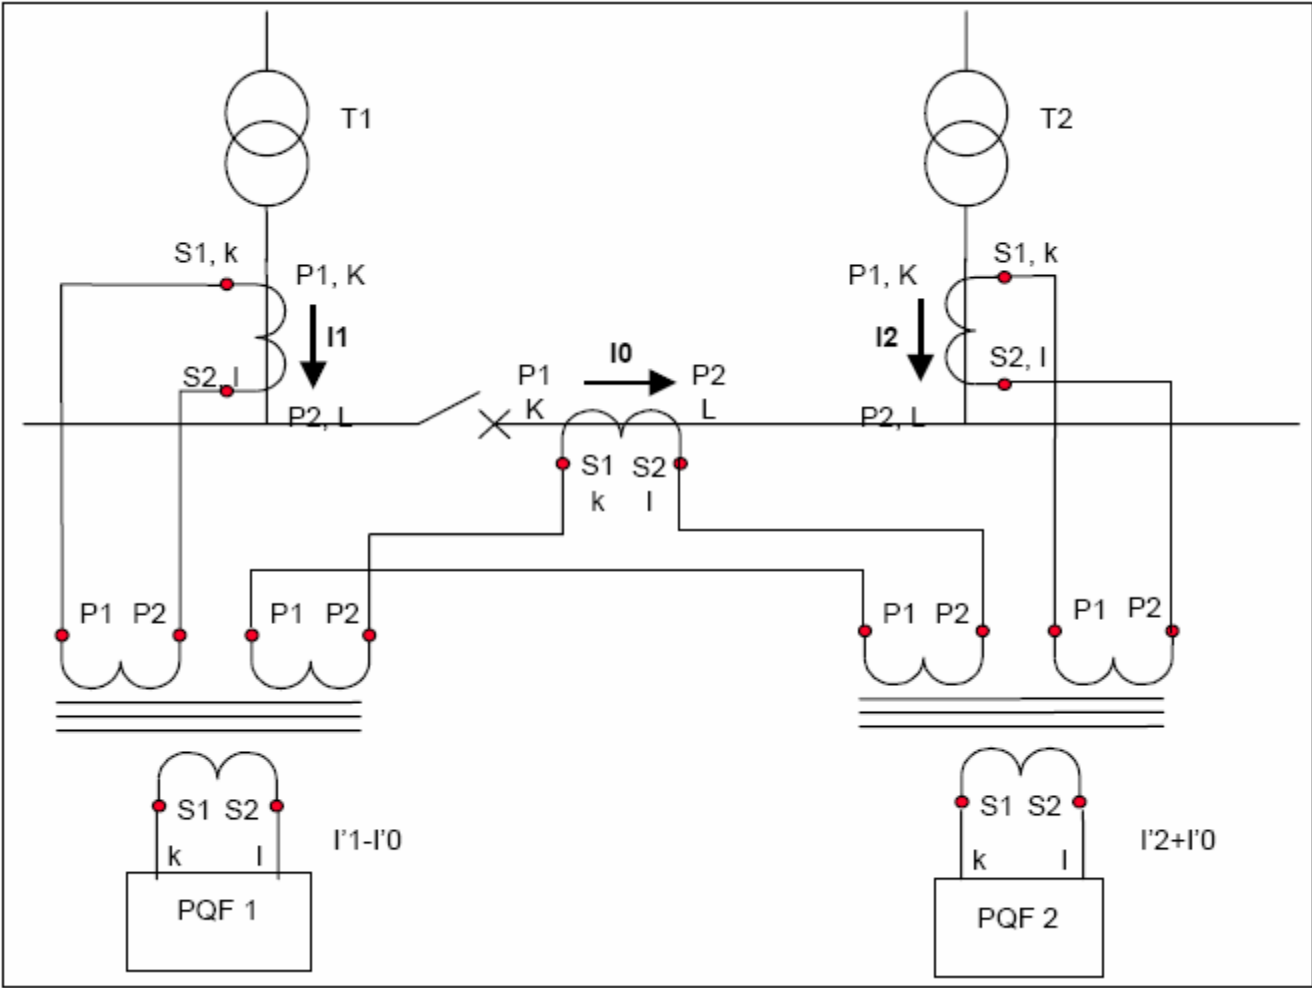 T1
T2
S1, k
P1, K
I1
S2, l
P2, L
P1
K
I0
P2
L
S1
k
S2
l
P1, K
S1, k
I2
S2, l
P2, L
P1 P2
P1 P2
P1 P2
P1 P2
S1 S2
k l
I'1-I'0
PQF 1
S1 S2
k l
I'2+I'0
PQF 2